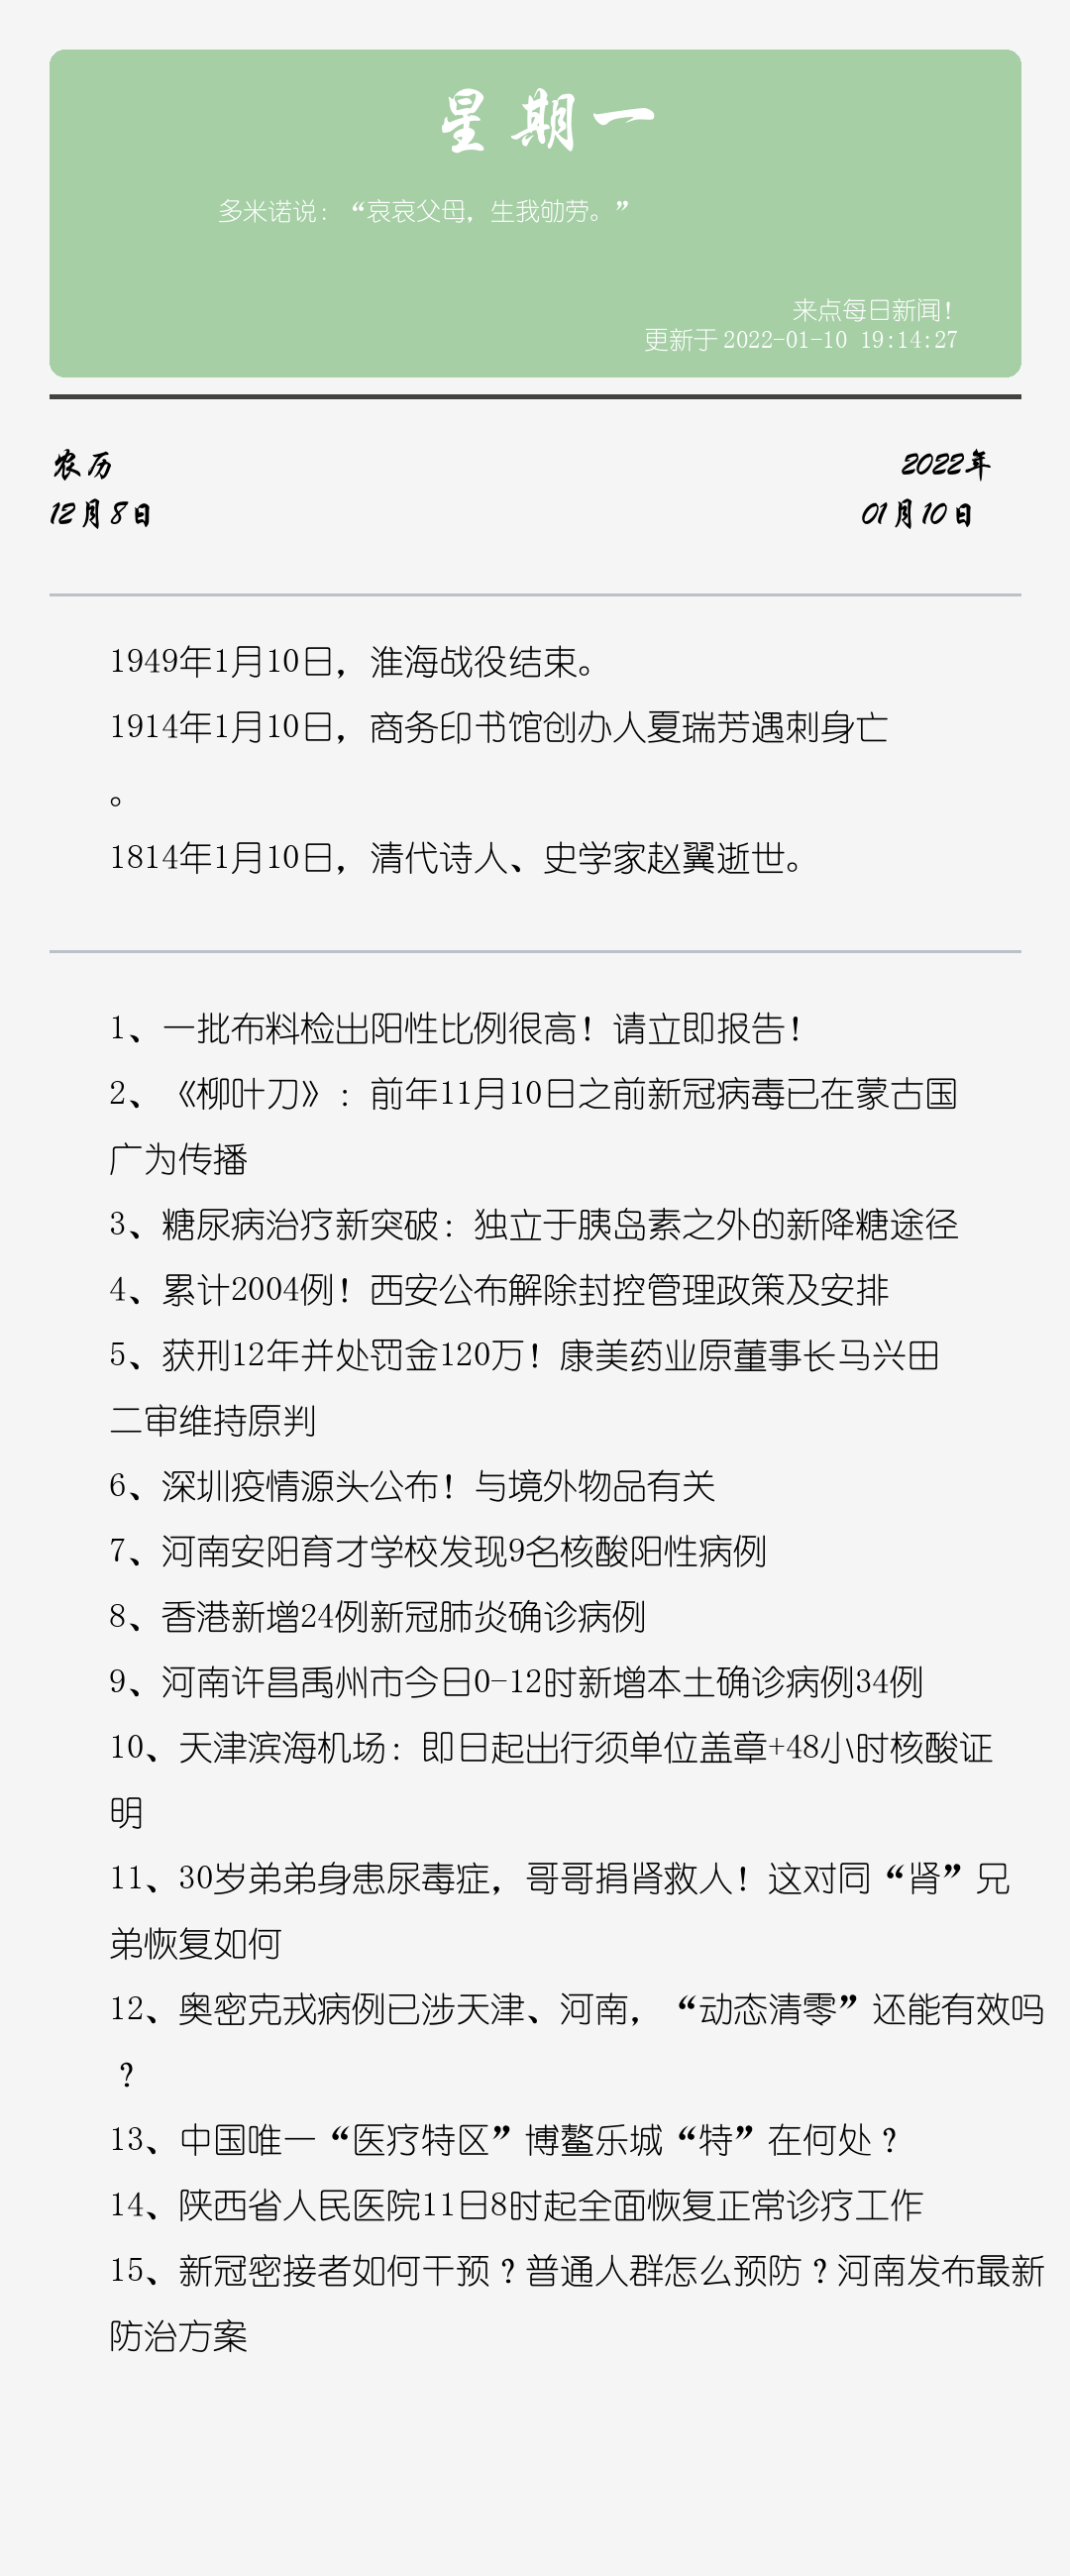 星期一
多米诺说：“哀哀父母，生我劬劳。”
来点每日新闻！
更新于 2022-01-10 19:14:27
农历
12月8日
2022年
01月10日
1949年1月10日，淮海战役结束。
1914年1月10日，商务印书馆创办人夏瑞芳遇刺身亡
。
1814年1月10日，清代诗人、史学家赵翼逝世。
1、一批布料检出阳性比例很高！请立即报告！
2、《柳叶刀》：前年11月10日之前新冠病毒已在蒙古国
广为传播
3、糖尿病治疗新突破：独立于胰岛素之外的新降糖途径
4、累计2004例！西安公布解除封控管理政策及安排
5、获刑12年并处罚金120万！康美药业原董事长马兴田
二审维持原判
6、深圳疫情源头公布！与境外物品有关
7、河南安阳育才学校发现9名核酸阳性病例
8、香港新增24例新冠肺炎确诊病例
9、河南许昌禹州市今日0-12时新增本土确诊病例34例
10、天津滨海机场：即日起出行须单位盖章+48小时核酸证
明
11、30岁弟弟身患尿毒症，哥哥捐肾救人！这对同“肾”兄
弟恢复如何
12、奥密克戎病例已涉天津、河南，“动态清零”还能有效吗
？
13、中国唯一“医疗特区”博鳌乐城“特”在何处？
14、陕西省人民医院11日8时起全面恢复正常诊疗工作
15、新冠密接者如何干预？普通人群怎么预防？河南发布最新
防治方案